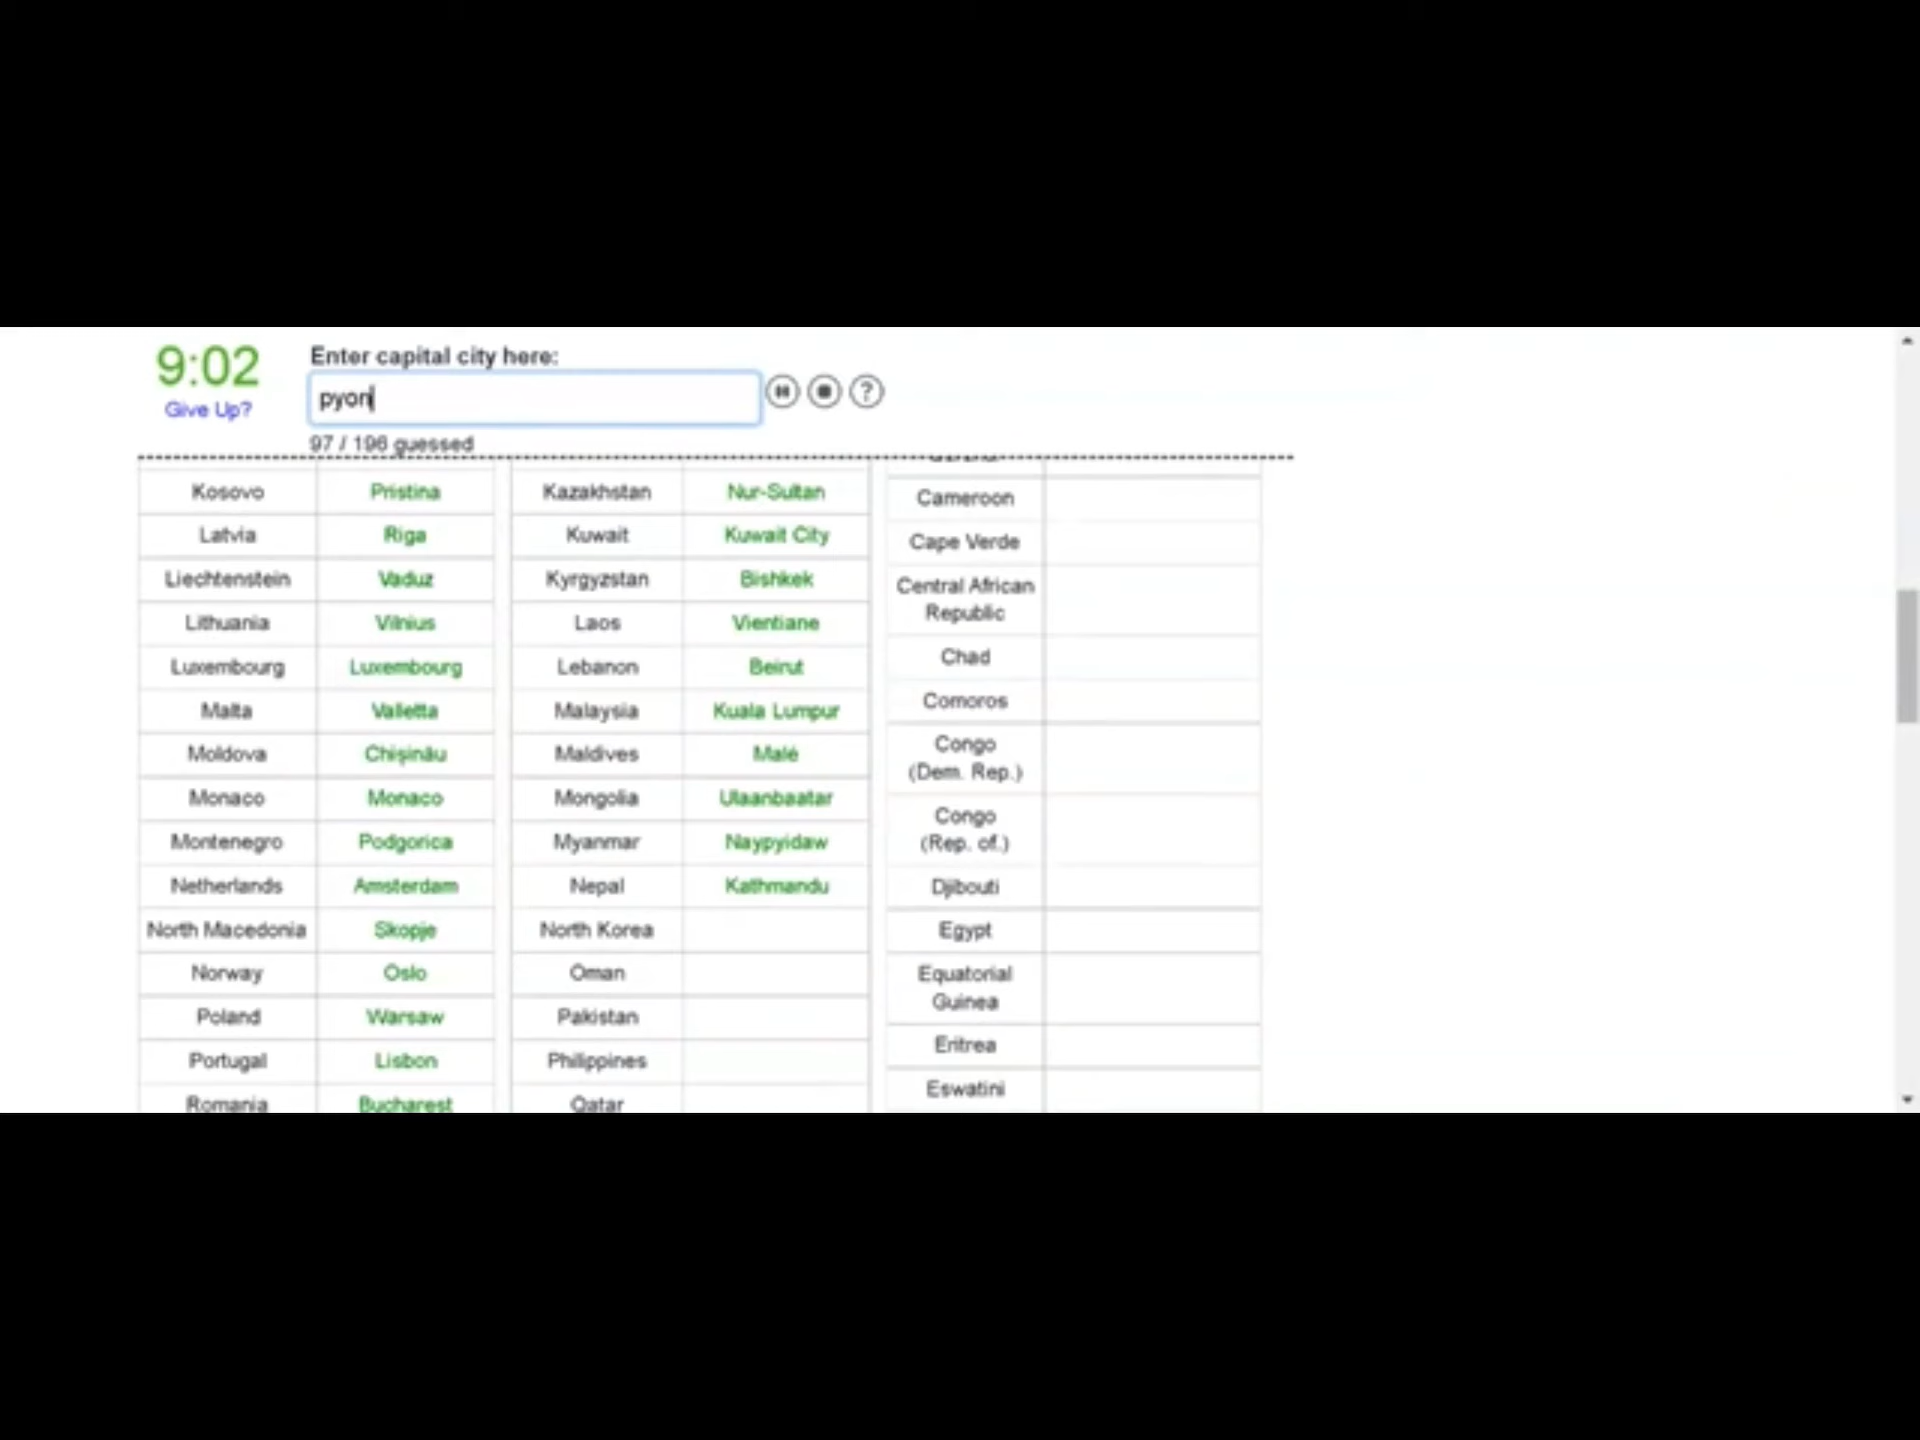 9:02
Give Up?
Enter capital city here:
pyon
?
97 / 196 guessed
Kosovo Pristina
Latvia Riga
Liechtenstein Vaduz
Lithuania Vilnius
Luxembourg Luxembourg
Malta Valletta
Moldova Chișinău
Monaco Monaco
Montenegro Podgorica
Netherlands Amsterdam
North Macedonia Skopje
Norway Oslo
Poland Warsaw
Portugal Lisbon
Romania Bucharest
Kazakhstan Nur-Sultan
Kuwait Kuwait City
Kyrgyzstan Bishkek
Laos Vientiane
Lebanon Beirut
Malaysia Kuala Lumpur
Maldives Malé
Mongolia Ulaanbaatar
Myanmar Naypyidaw
Nepal Kathmandu
North Korea
Oman
Pakistan
Philippines
Qatar
Cameroon
Cape Verde
Central African
Republic
Chad
Comoros
Congo
(Dem. Rep.)
Congo
(Rep. of.)
Djibouti
Egypt
Equatorial
Guinea
Eritrea
Eswatini